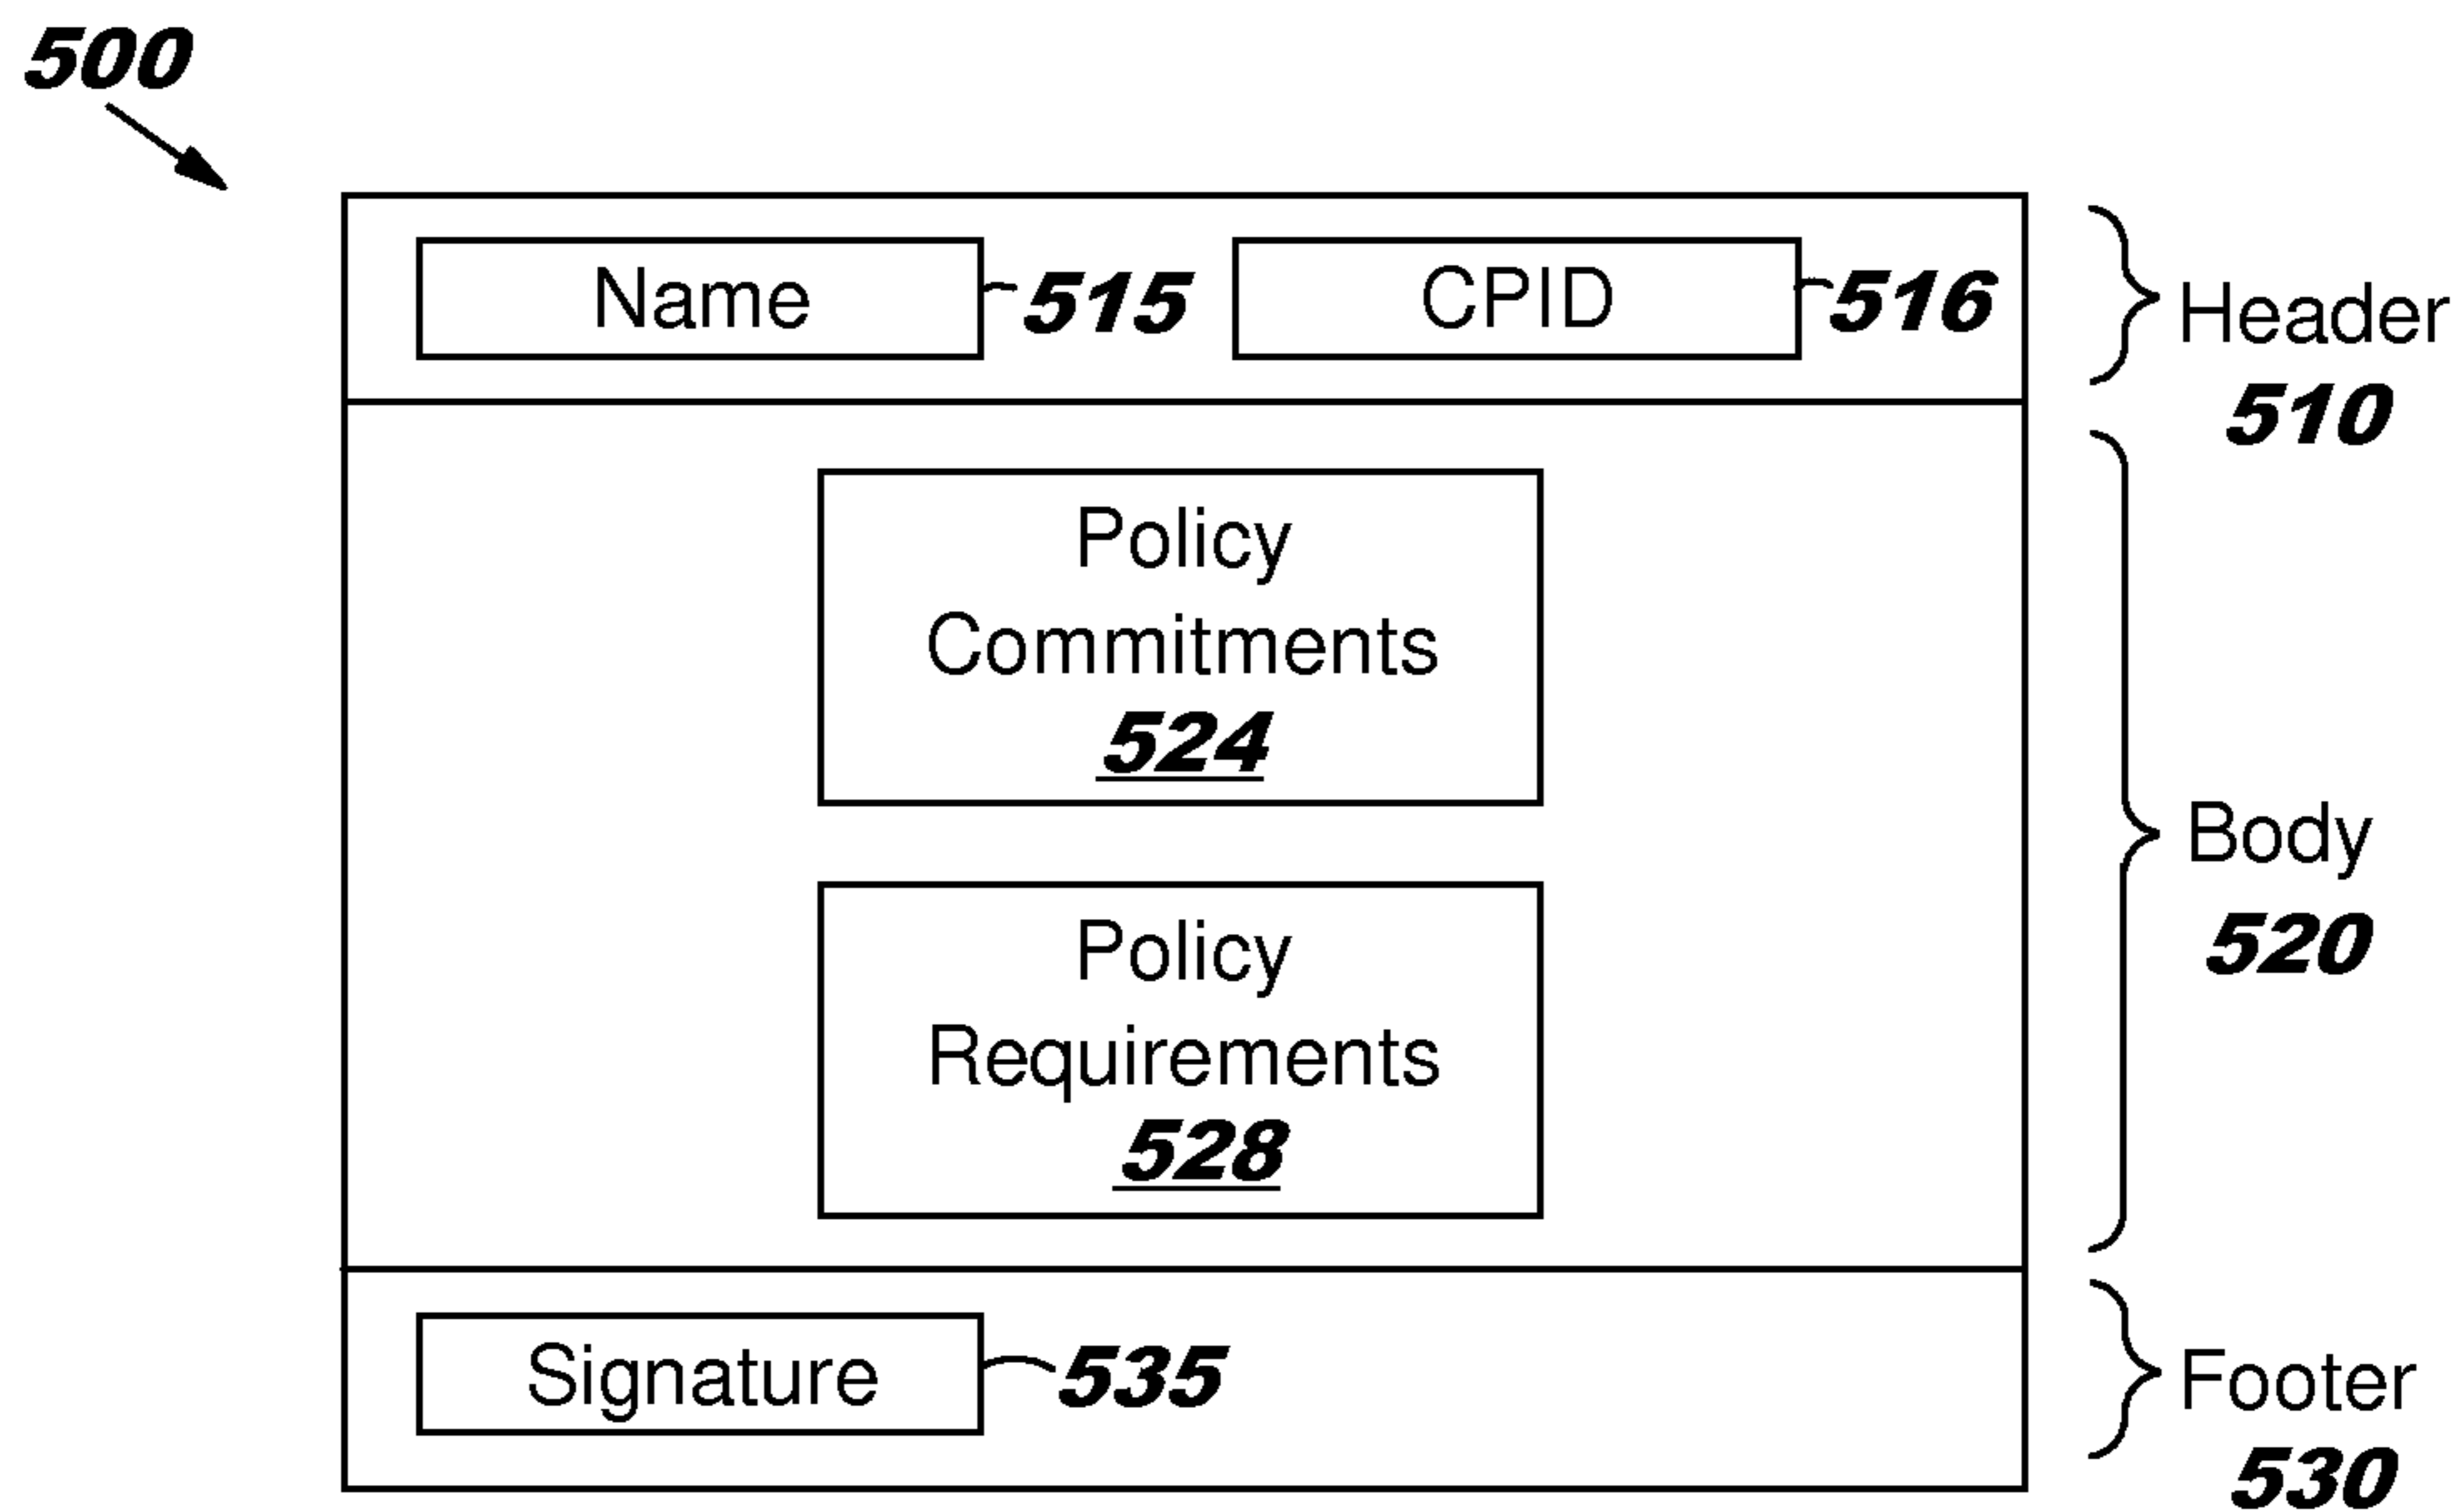 500
Name 515 CPID 516 Header
510
Policy
Commitments
524
Body
520
Policy
Requirements
528
Signature 535 Footer
530